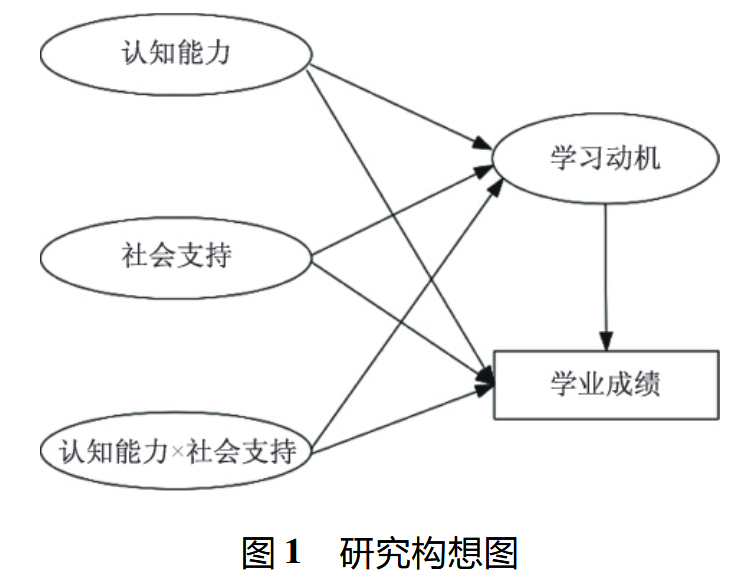 认知能力
学习动机
社会支持
学业成绩
认知能力×社会支持
图 1 研究构想图